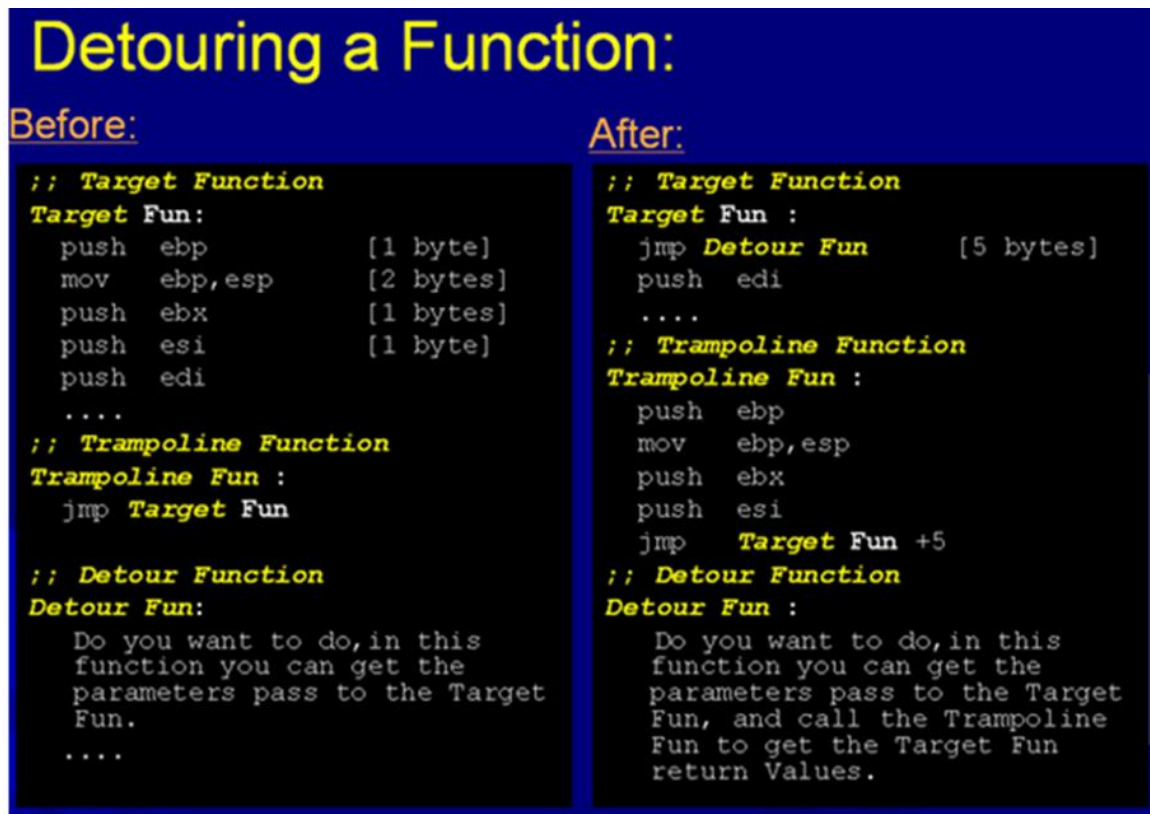 Detouring a Function:
Before:
;; Target Function
Target Fun:
push ebp [1 byte]
mov ebp,esp [2 bytes]
push ebx [1 bytes]
push esi [1 byte]
push edi
....
;; Trampoline Function
Trampoline Fun :
jmp Target Fun
;; Detour Function
Detour Fun:
Do you want to do,in this
function you can get the
parameters pass to the Target
Fun.
....
After:
;; Target Function
Target Fun :
jmp Detour Fun [5 bytes]
push edi
....
;; Trampoline Function
Trampoline Fun :
push ebp
mov ebp,esp
push ebx
push esi
jmp Target Fun +5
;; Detour Function
Detour Fun :
Do you want to do,in this
function you can get the
parameters pass to the Target
Fun, and call the Trampoline
Fun to get the Target Fun
return Values.